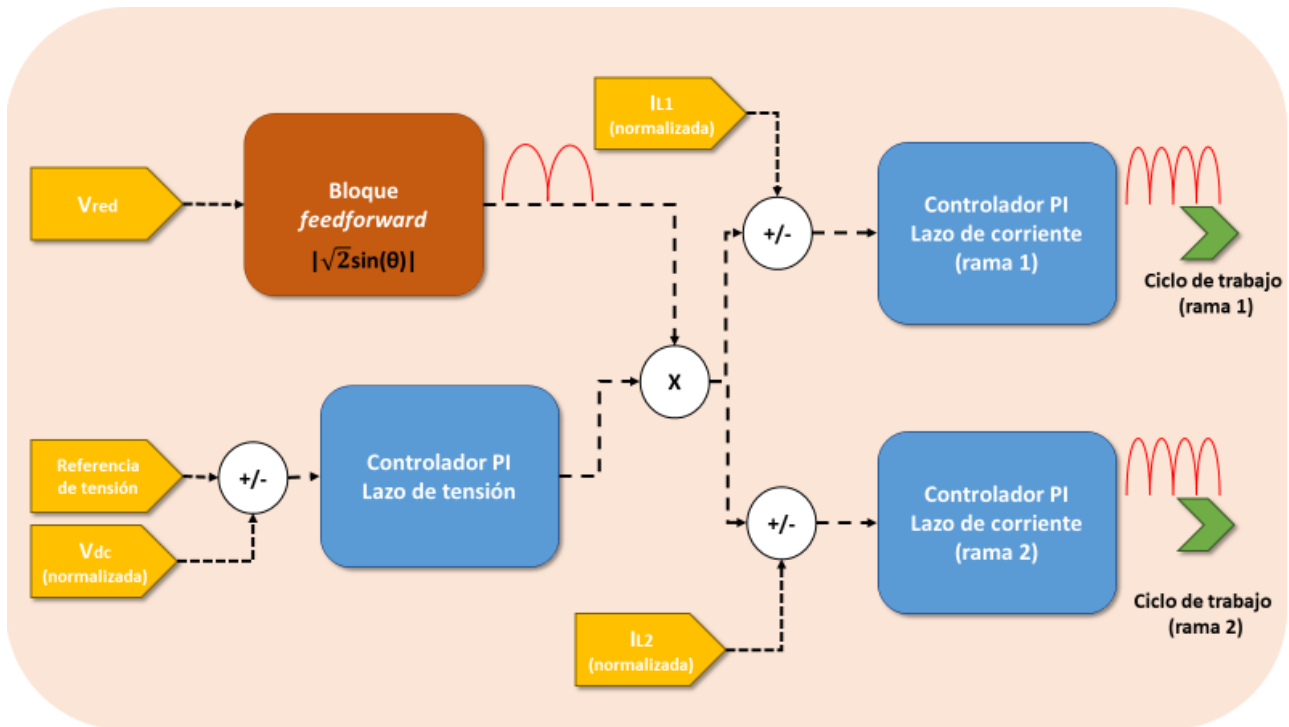 IL1
(normalizada)
Vred
Bloque
feedforward
|√2sin(θ)|
+/-
Controlador PI
Lazo de corriente
(rama 1)
Ciclo de trabajo
(rama 1)
X
Referencia
de tensión
+/-
Controlador PI
Lazo de tensión
Vdc
(normalizada)
+/-
Controlador PI
Lazo de corriente
(rama 2)
Ciclo de trabajo
(rama 2)
IL2
(normalizada)